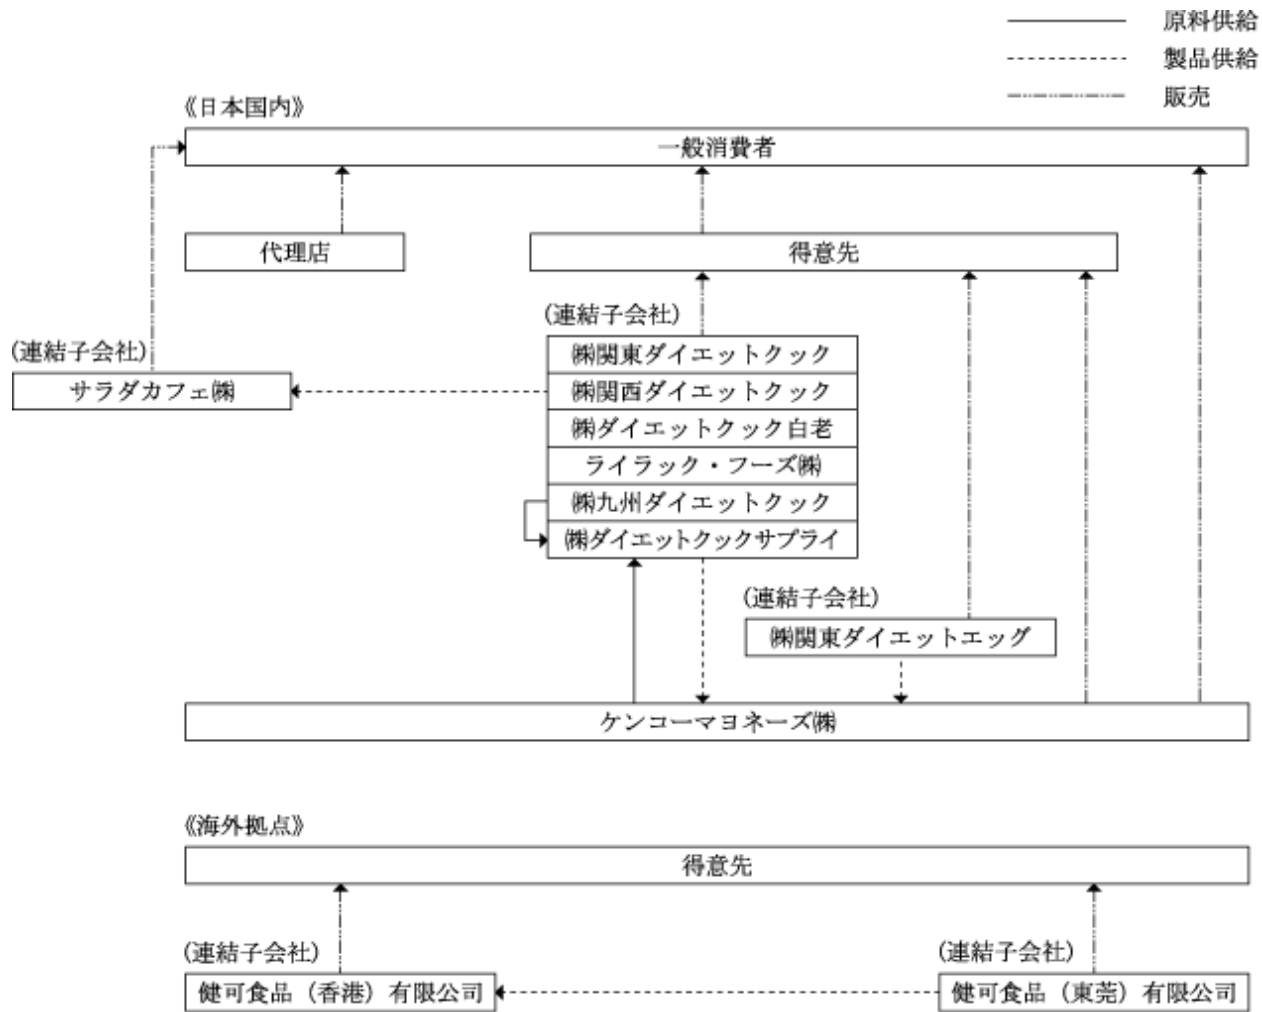 原料供給
製品供給
販売
《日本国内》
一般消費者
代理店
得意先
(連結子会社)
(連結子会社)
㈱関東ダイエットクック
サラダカフェ㈱
㈱関西ダイエットクック
㈱ダイエットクック白老
ライラック・フーズ㈱
㈱九州ダイエットクック
㈱ダイエットクックサプライ
(連結子会社)
㈱関東ダイエットエッグ
ケンコーマヨネーズ㈱
《海外拠点》
得意先
(連結子会社)
(連結子会社)
健可食品（香港）有限公司
健可食品（東莞）有限公司